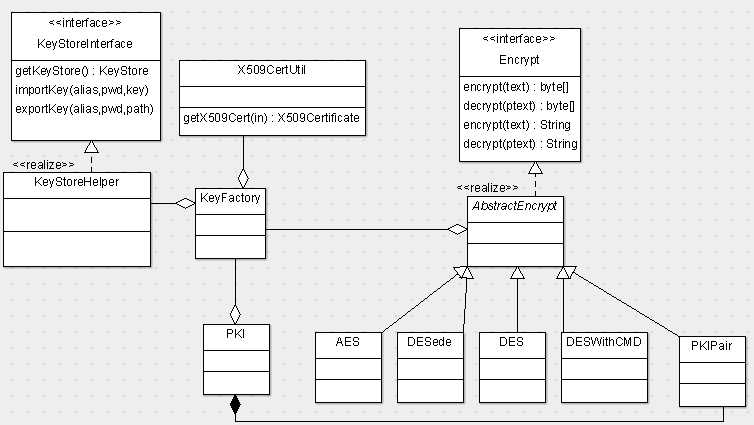 <<interface>>
KeyStoreInterface
getKeyStore() : KeyStore
importKey(alias,pwd,key)
exportKey(alias,pwd,path)
X509CertUtil
getX509Cert(in) : X509Certificate
<<interface>>
Encrypt
encrypt(text) : byte[]
decrypt(ptext) : byte[]
encrypt(text) : String
decrypt(ptext) : String
<<realize>>
KeyStoreHelper
KeyFactory
<<realize>>
AbstractEncrypt
PKI
AES
DESede
DES
DESWithCMD
PKIPair